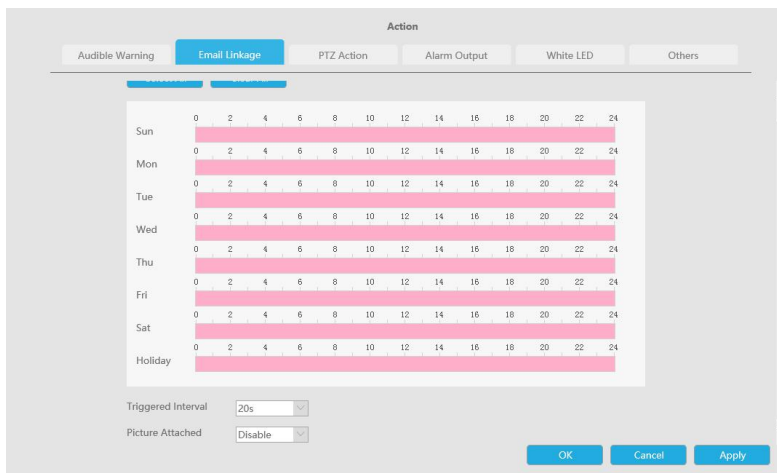 Action
Audible Warning Email Linkage PTZ Action Alarm Output White LED Others
0 2 4 6 8 10 12 14 16 18 20 22 24
Sun
0 2 4 6 8 10 12 14 16 18 20 22 24
Mon
0 2 4 6 8 10 12 14 16 18 20 22 24
Tue
0 2 4 6 8 10 12 14 16 18 20 22 24
Wed
0 2 4 6 8 10 12 14 16 18 20 22 24
Thu
0 2 4 6 8 10 12 14 16 18 20 22 24
Fri
0 2 4 6 8 10 12 14 16 18 20 22 24
Sat
0 2 4 6 8 10 12 14 16 18 20 22 24
Holiday
Triggered Interval 20s
Picture Attached Disable
OK Cancel Apply